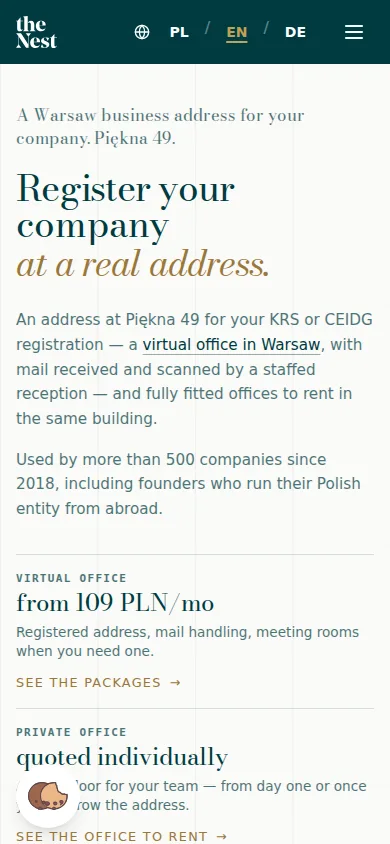 the
Nest
PL / EN / DE
A Warsaw business address for your
company. Piękna 49.
Register your
company
at a real address.
An address at Piękna 49 for your KRS or CEIDG
registration — a virtual office in Warsaw, with
mail received and scanned by a staffed
reception — and fully fitted offices to rent in
the same building.
Used by more than 500 companies since
2018, including founders who run their Polish
entity from abroad.
VIRTUAL OFFICE
from 109 PLN/mo
Registered address, mail handling, meeting rooms
when you need one.
SEE THE PACKAGES →
PRIVATE OFFICE
quoted individually
for your team — from day one or once
the address.
SEE THE OFFICE TO RENT →